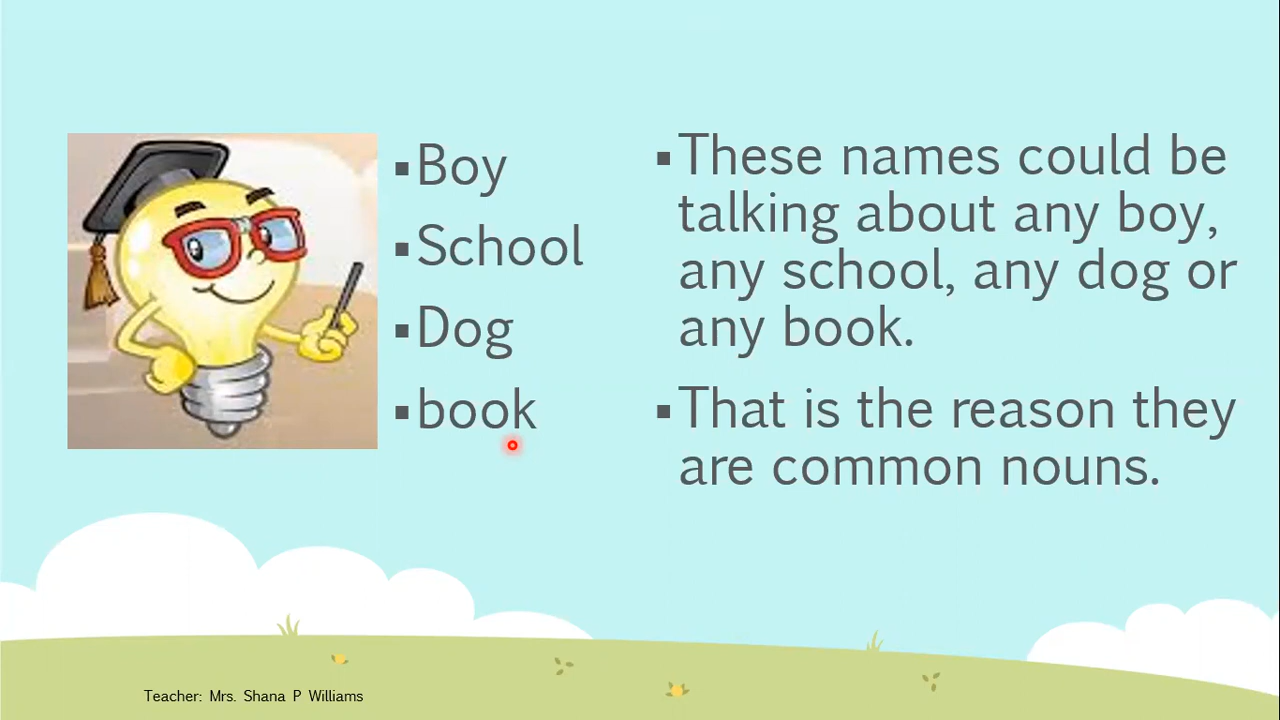 ▪Boy
▪School
▪Dog
▪book
▪These names could be
talking about any boy,
any school, any dog or
any book.
▪That is the reason they
are common nouns.
Teacher: Mrs. Shana P Williams